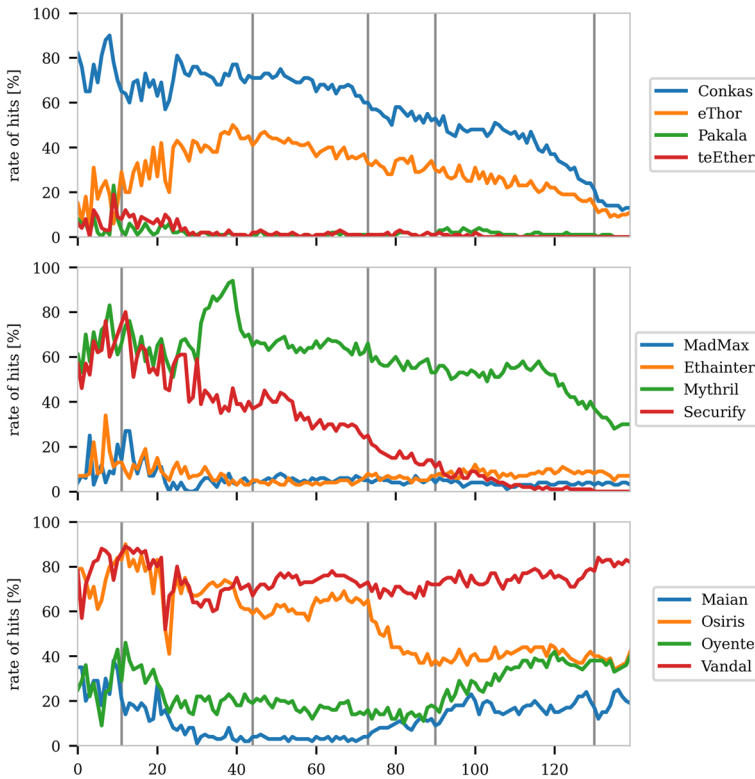 100
80
60
40
20
0
rate of hits [%]
Conkas
eThor
Pakala
teEther
100
80
60
40
20
0
rate of hits [%]
MadMax
Ethainter
Mythril
Securify
100
80
60
40
20
0
rate of hits [%]
Maian
Osiris
Oyente
Vandal
0 20 40 60 80 100 120